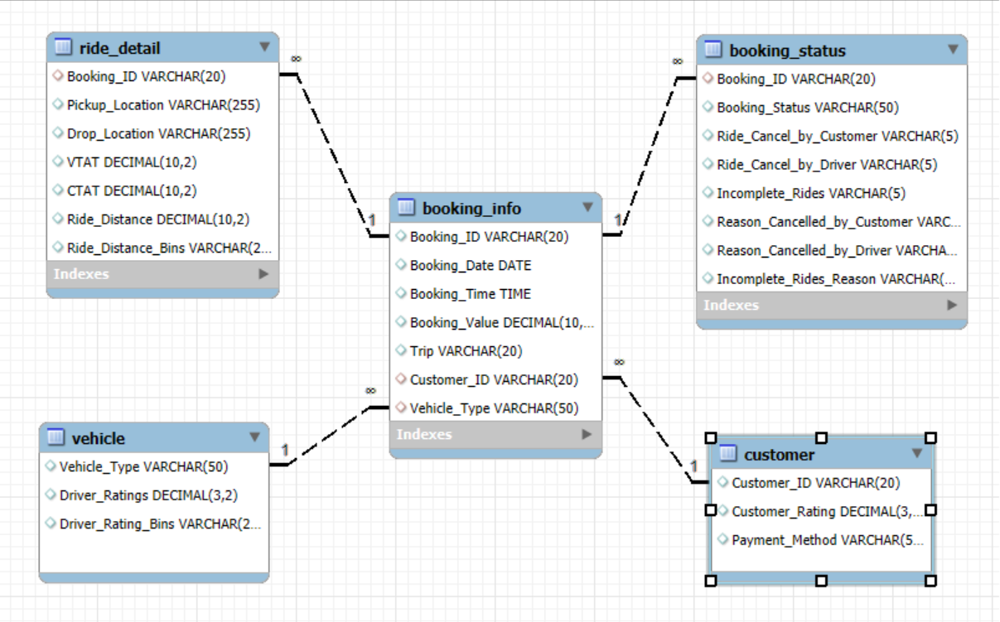 ride_detail
Booking_ID VARCHAR(20)
Pickup_Location VARCHAR(255)
Drop_Location VARCHAR(255)
VTAT DECIMAL(10,2)
CTAT DECIMAL(10,2)
Ride_Distance DECIMAL(10,2)
Ride_Distance_Bins VARCHAR(2...
Indexes
∞
1
booking_status
Booking_ID VARCHAR(20)
Booking_Status VARCHAR(50)
Ride_Cancel_by_Customer VARCHAR(5)
Ride_Cancel_by_Driver VARCHAR(5)
Incomplete_Rides VARCHAR(5)
Reason_Cancelled_by_Customer VARC...
Reason_Cancelled_by_Driver VARCHA...
Incomplete_Rides_Reason VARCHAR(...
Indexes
∞
1
booking_info
Booking_ID VARCHAR(20)
Booking_Date DATE
Booking_Time TIME
Booking_Value DECIMAL(10,...
Trip VARCHAR(20)
Customer_ID VARCHAR(20)
Vehicle_Type VARCHAR(50)
Indexes
∞
1
vehicle
Vehicle_Type VARCHAR(50)
Driver_Ratings DECIMAL(3,2)
Driver_Rating_Bins VARCHAR(2...
∞
1
customer
Customer_ID VARCHAR(20)
Customer_Rating DECIMAL(3,...
Payment_Method VARCHAR(5...